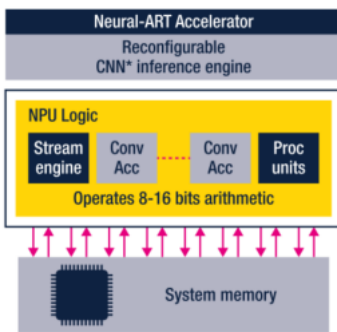 Neural-ART Accelerator
Reconfigurable
CNN* inference engine
NPU Logic
Stream
engine
Conv
Acc
Conv
Acc
Proc
units
Operates 8-16 bits arithmetic
System memory